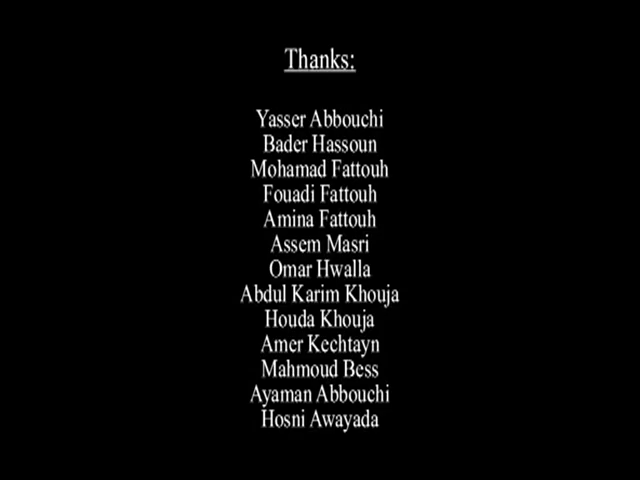 Thanks:
Yasser Abbouchi
Bader Hassoun
Mohamad Fattouh
Fouadi Fattouh
Amina Fattouh
Assem Masri
Omar Hwalla
Abdul Karim Khouja
Houda Khouja
Amer Kechtayn
Mahmoud Bess
Ayaman Abbouchi
Hosni Awayada